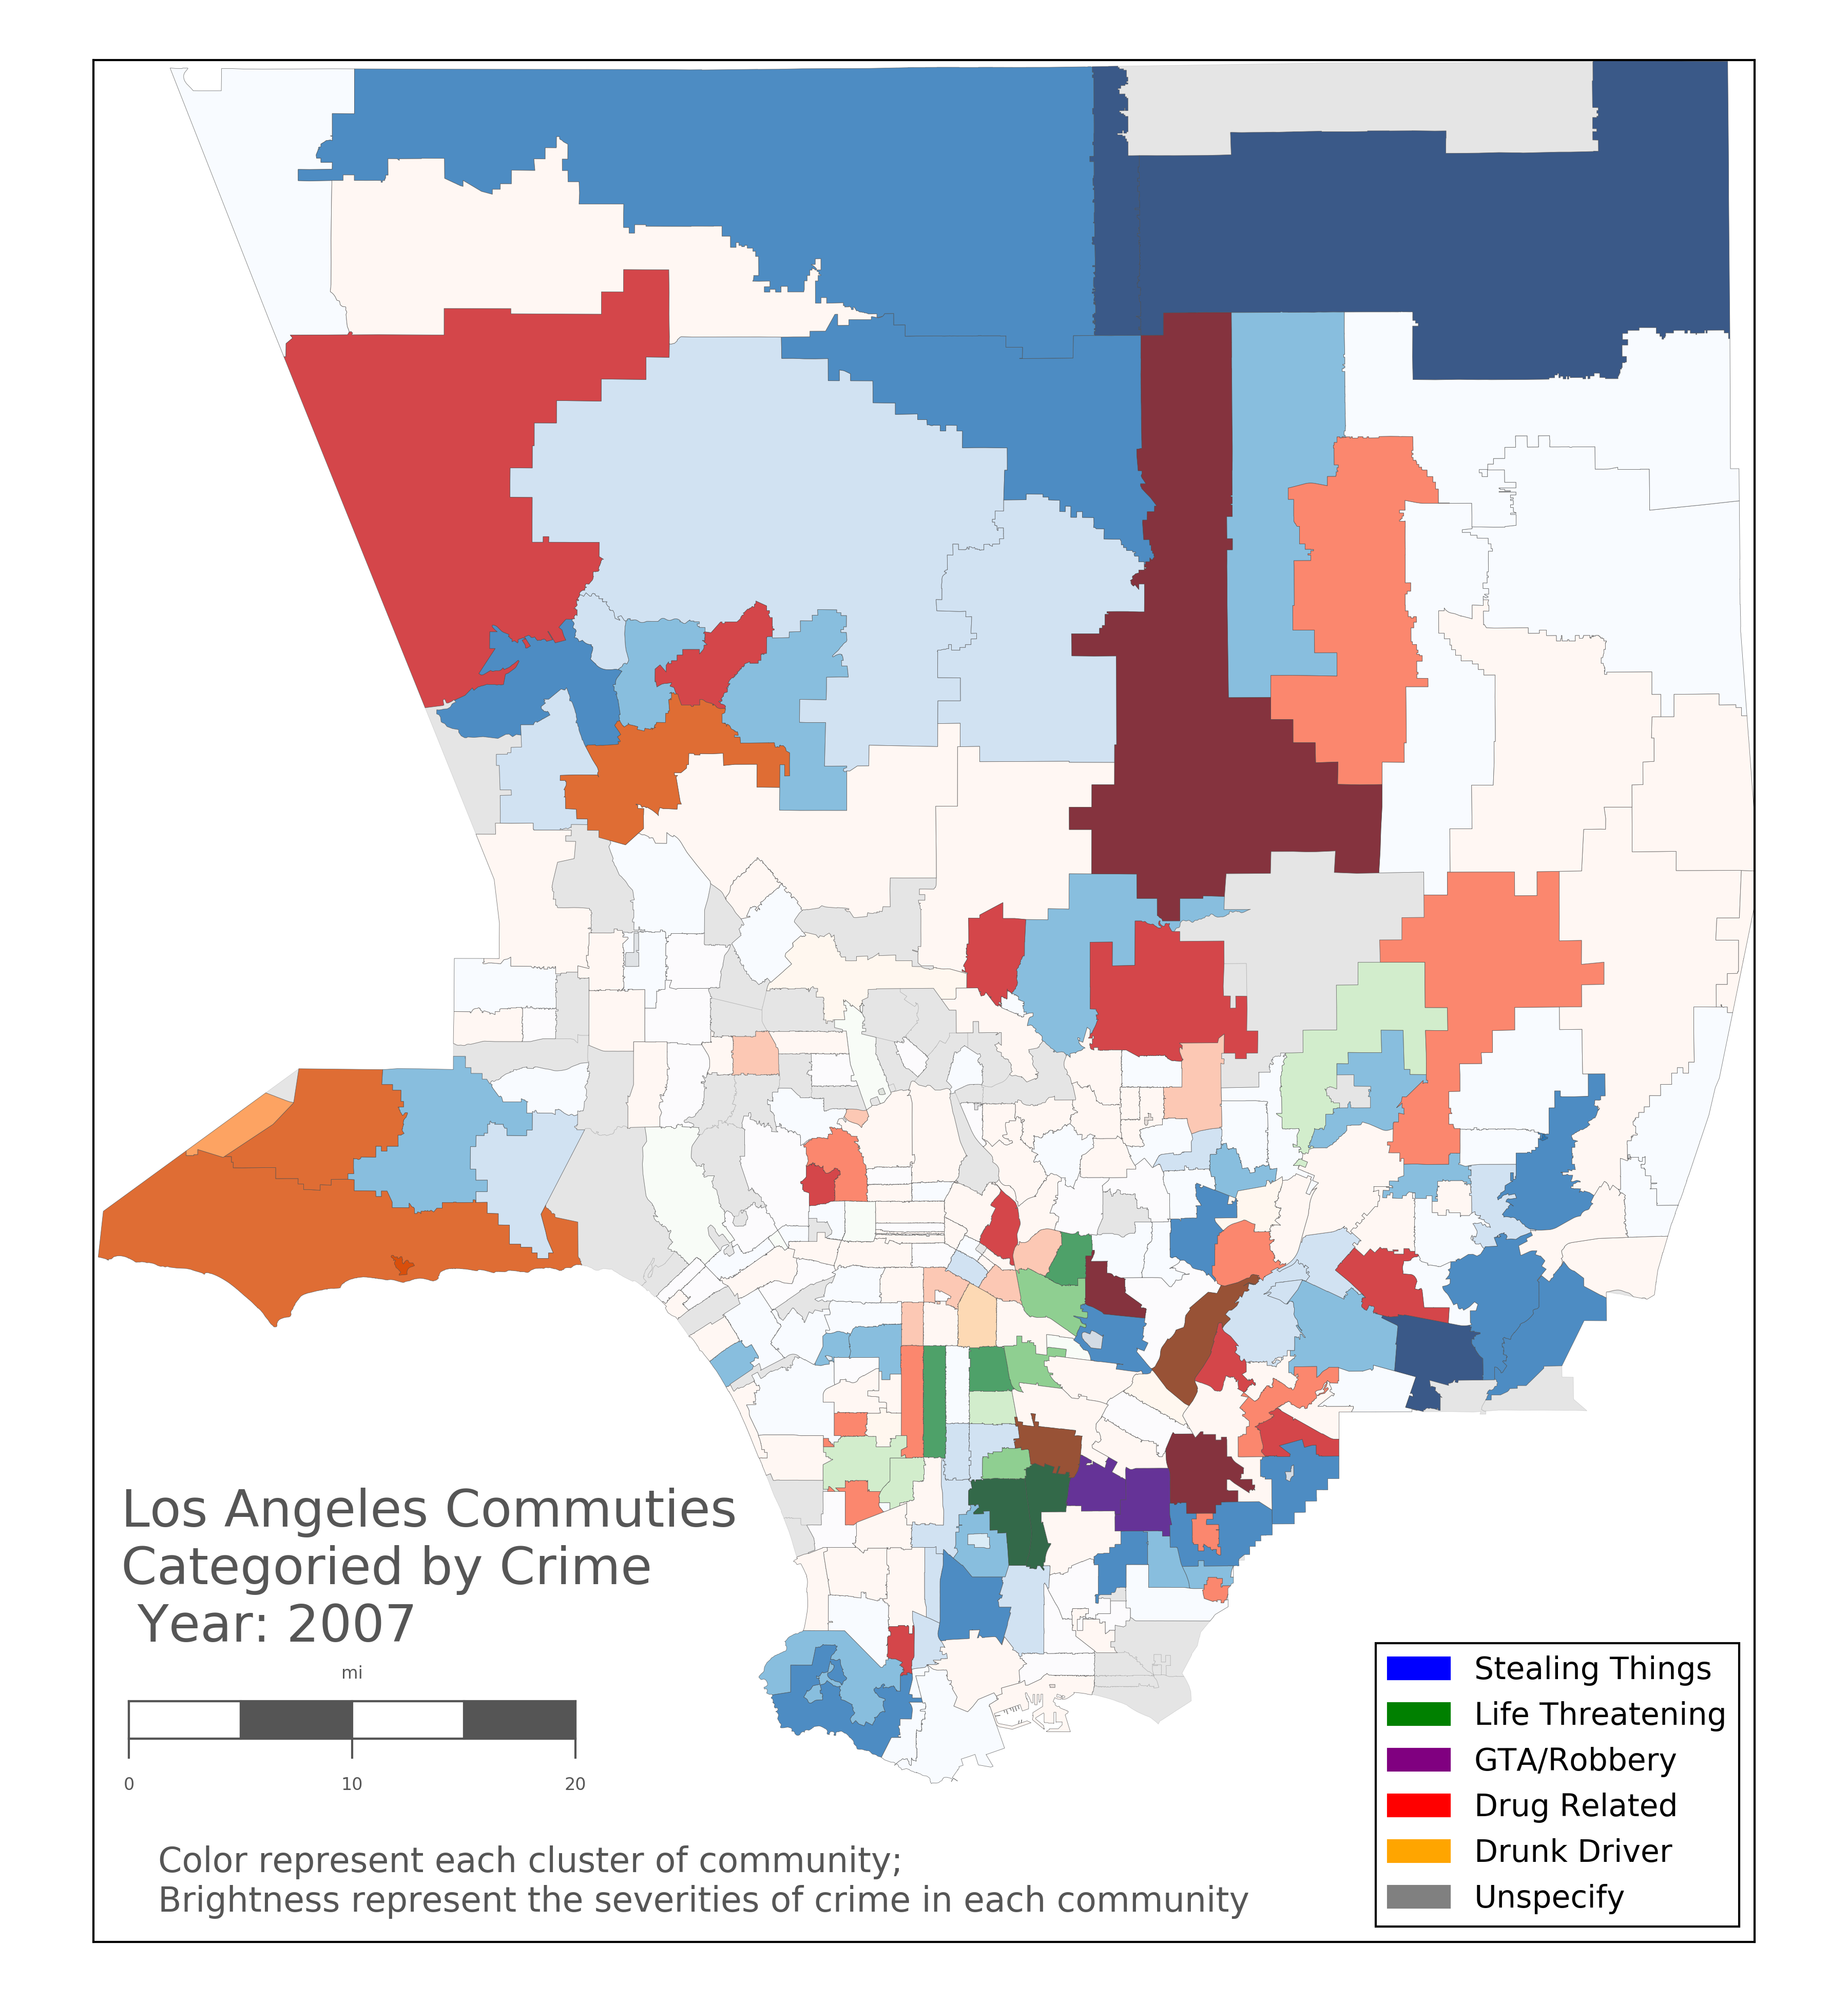 Los Angeles Commuties
Categoried by Crime
Year: 2007
mi
0 10 20
Color represent each cluster of community;
Brightness represent the severities of crime in each community
Stealing Things
Life Threatening
GTA/Robbery
Drug Related
Drunk Driver
Unspecify